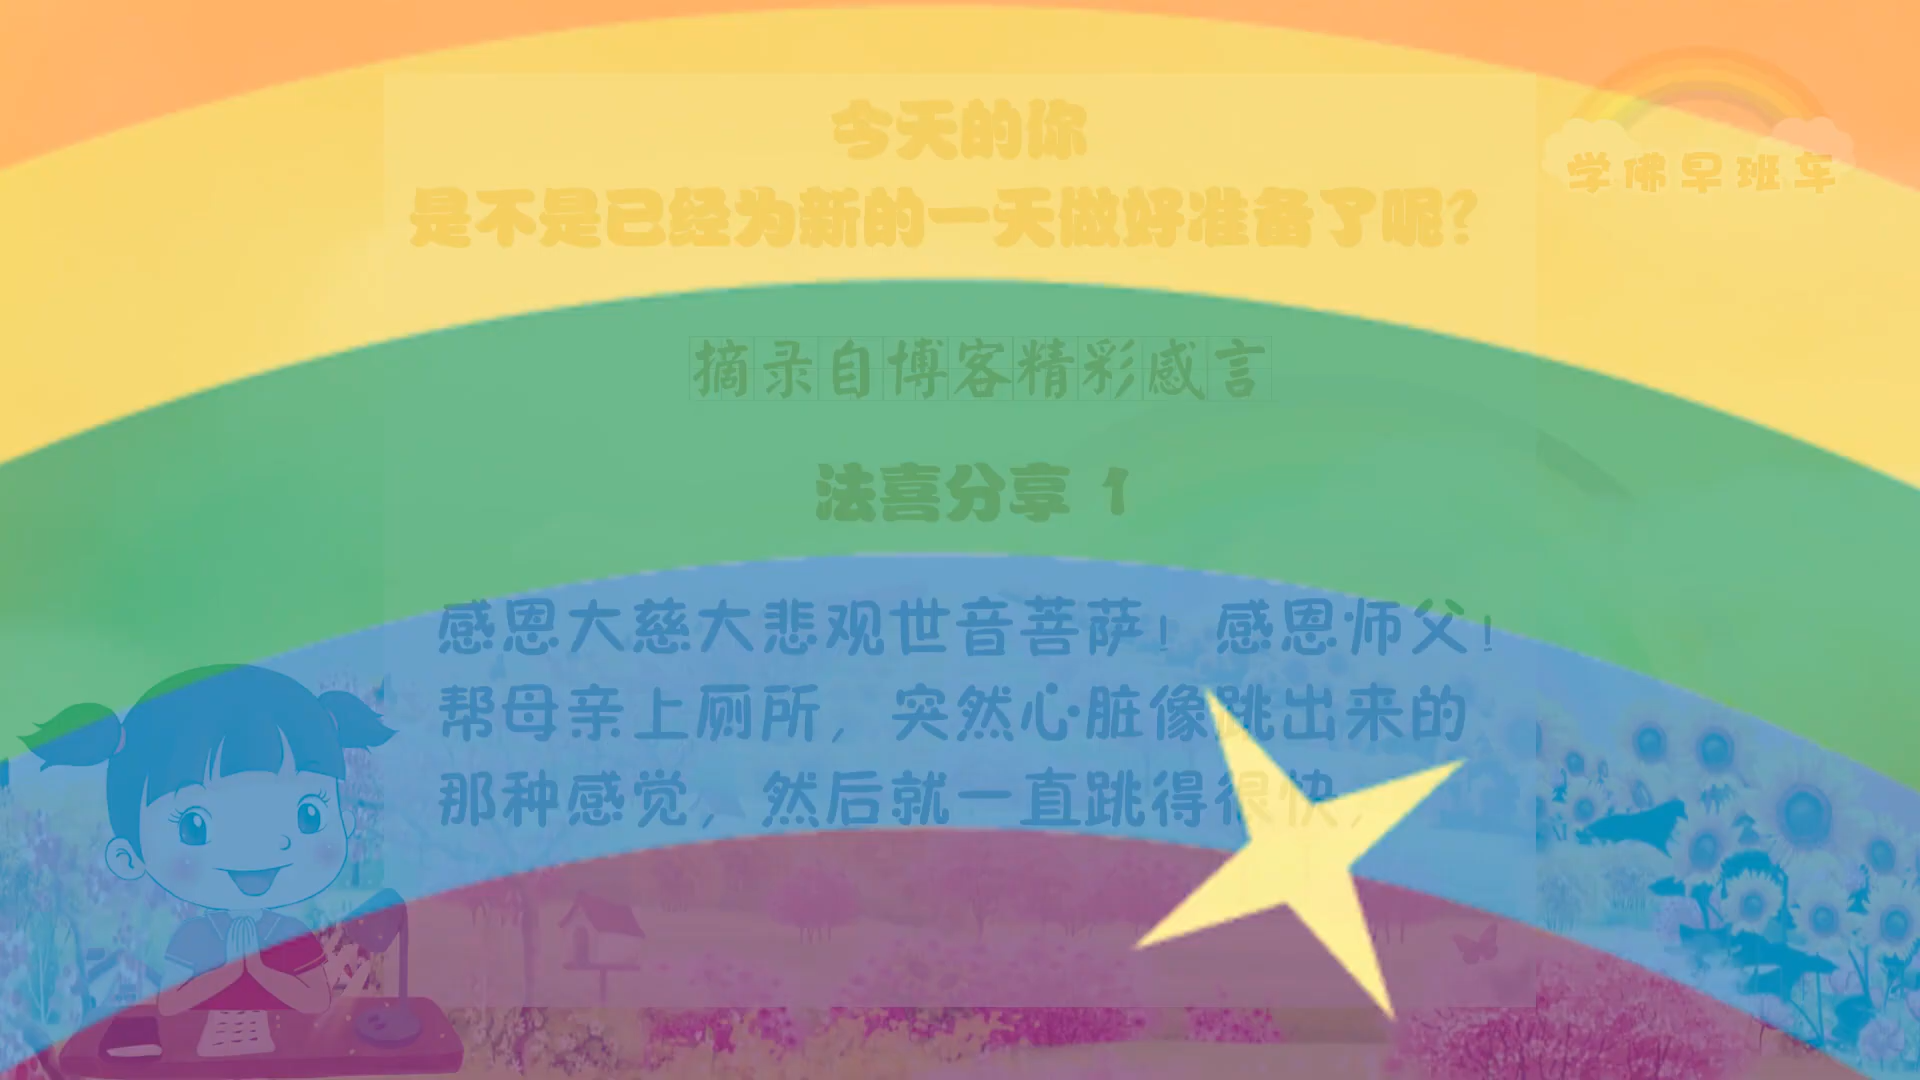 今天的你
学佛早班车
是不是已经为新的一天做好准备了呢?
摘录自博客精彩感言
法喜分享 1
感恩大慈大悲观世音菩萨！感恩师父！
帮母亲上厕所，突然心脏像跳出来的
那种感觉，然后就一直跳得很快，